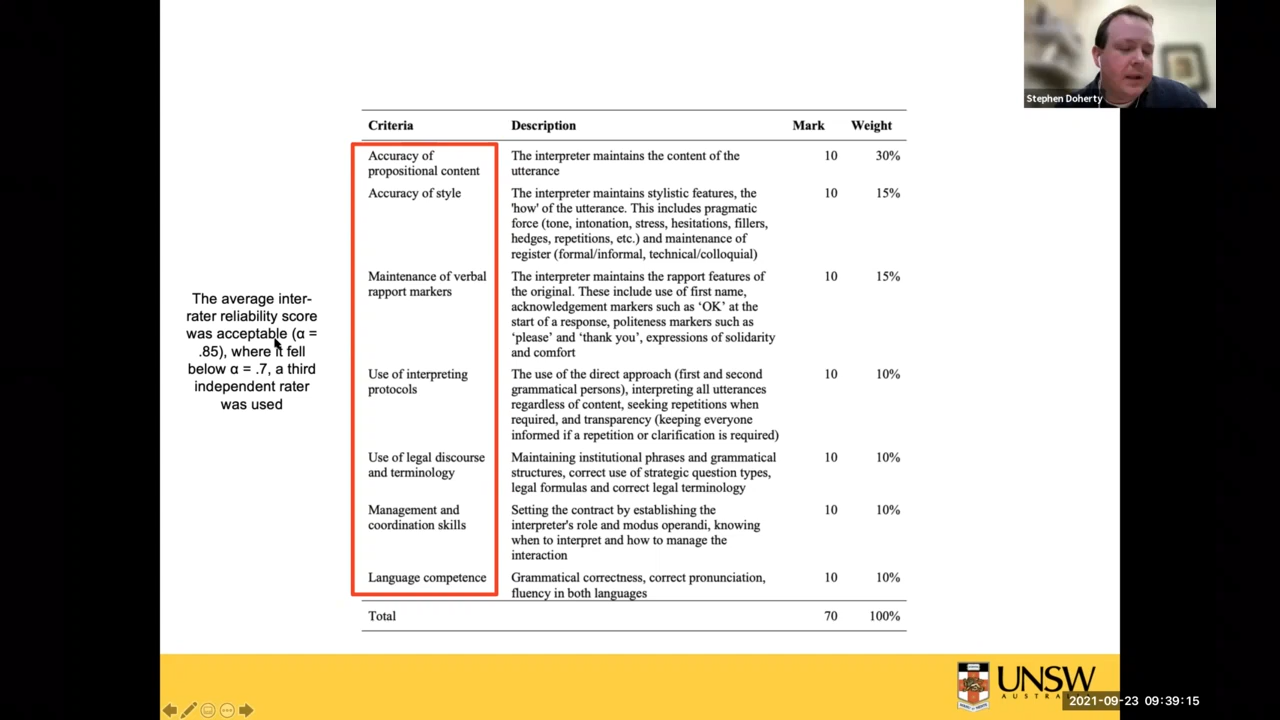 Stephen Doherty
Criteria Description Mark Weight
Accuracy of
propositional content
The interpreter maintains the content of the
utterance
10 30%
Accuracy of style
The interpreter maintains stylistic features, the
'how' of the utterance. This includes pragmatic
force (tone, intonation, stress, hesitations, fillers,
hedges, repetitions, etc.) and maintenance of
register (formal/informal, technical/colloquial)
10 15%
Maintenance of verbal
rapport markers
The interpreter maintains the rapport features of
the original. These include use of first name,
acknowledgement markers such as ‘OK’ at the
start of a response, politeness markers such as
‘please’ and ‘thank you’, expressions of solidarity
and comfort
10 15%
Use of interpreting
protocols
The use of the direct approach (first and second
grammatical persons), interpreting all utterances
regardless of content, seeking repetitions when
required, and transparency (keeping everyone
informed if a repetition or clarification is required)
10 10%
Use of legal discourse
and terminology
Maintaining institutional phrases and grammatical
structures, correct use of strategic question types,
legal formulas and correct legal terminology
10 10%
Management and
coordination skills
Setting the contract by establishing the
interpreter's role and modus operandi, knowing
when to interpret and how to manage the
interaction
10 10%
Language competence
Grammatical correctness, correct pronunciation,
fluency in both languages
10 10%
Total 70 100%
The average inter-
rater reliability score
was acceptable (α =
.85), where it fell
below α = .7, a third
independent rater
was used
UNSW
AUSTRALIA
2021-09-23 09:39:15